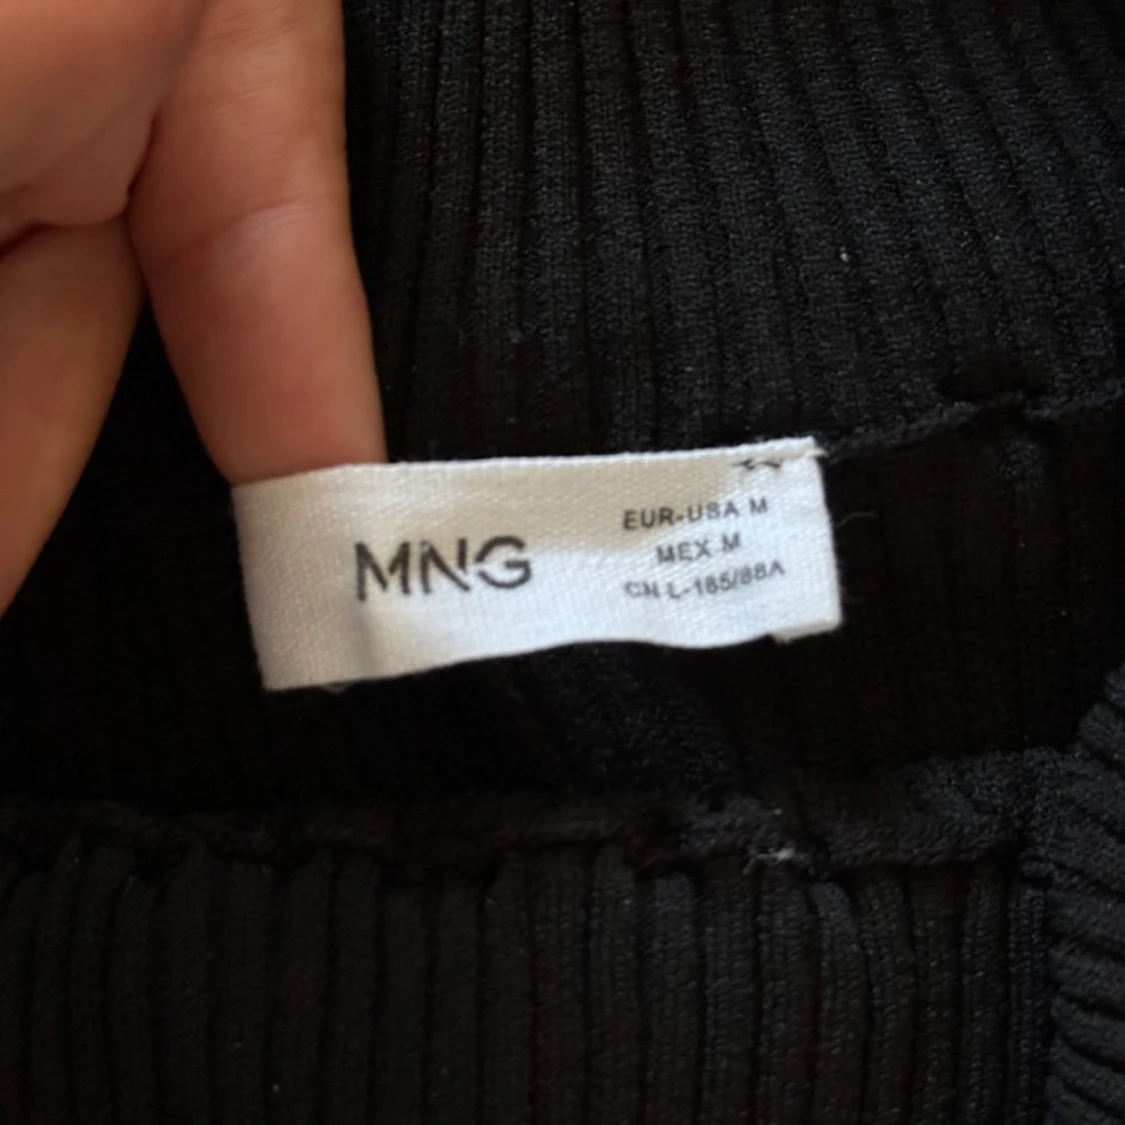 MNG
EUR-USA M
MEX M
CN L-165/88A